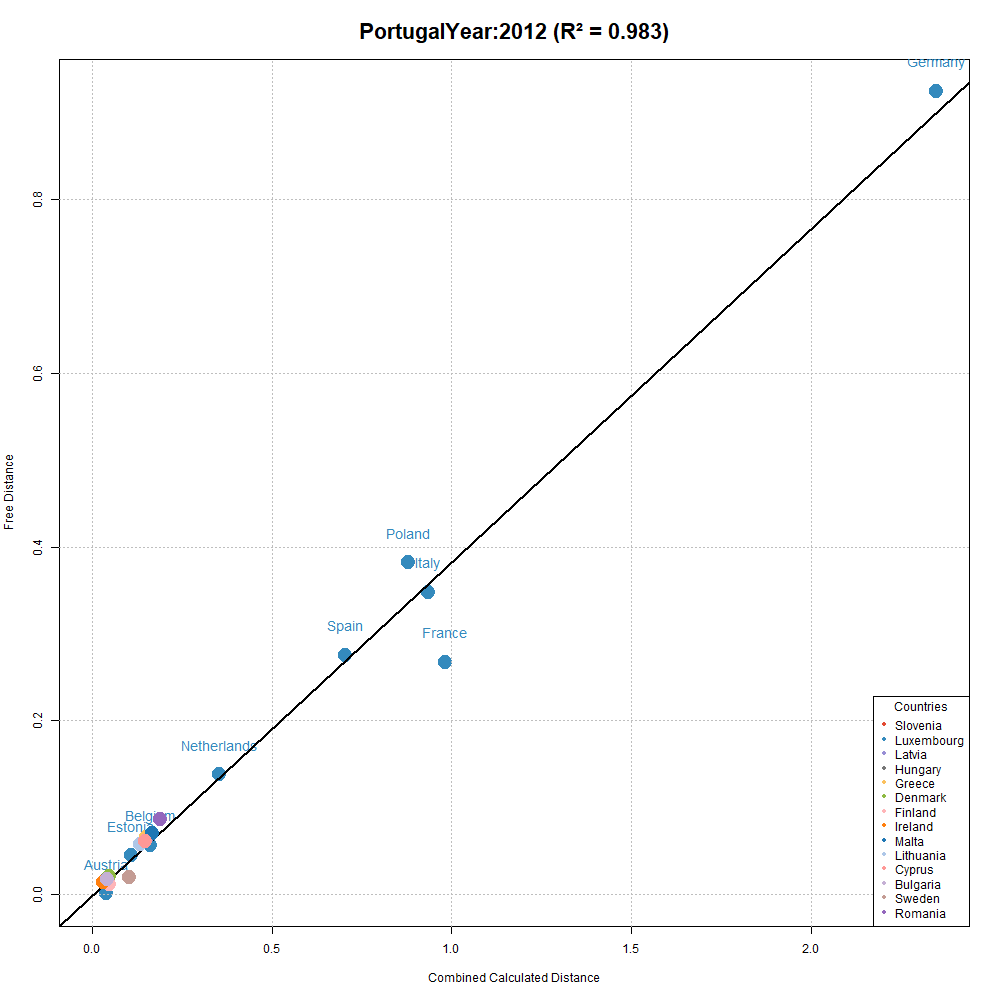 PortugalYear:2012 (R² = 0.983)
Germany
0.8
0.6
Free Distance
0.4
Poland
Italy
Spain
France
0.2
Netherlands
Belgium
Estonia
Austria
0.0
Countries
Slovenia
Luxembourg
Latvia
Hungary
Greece
Denmark
Finland
Ireland
Malta
Lithuania
Cyprus
Bulgaria
Sweden
Romania
0.0 0.5 1.0 1.5 2.0
Combined Calculated Distance